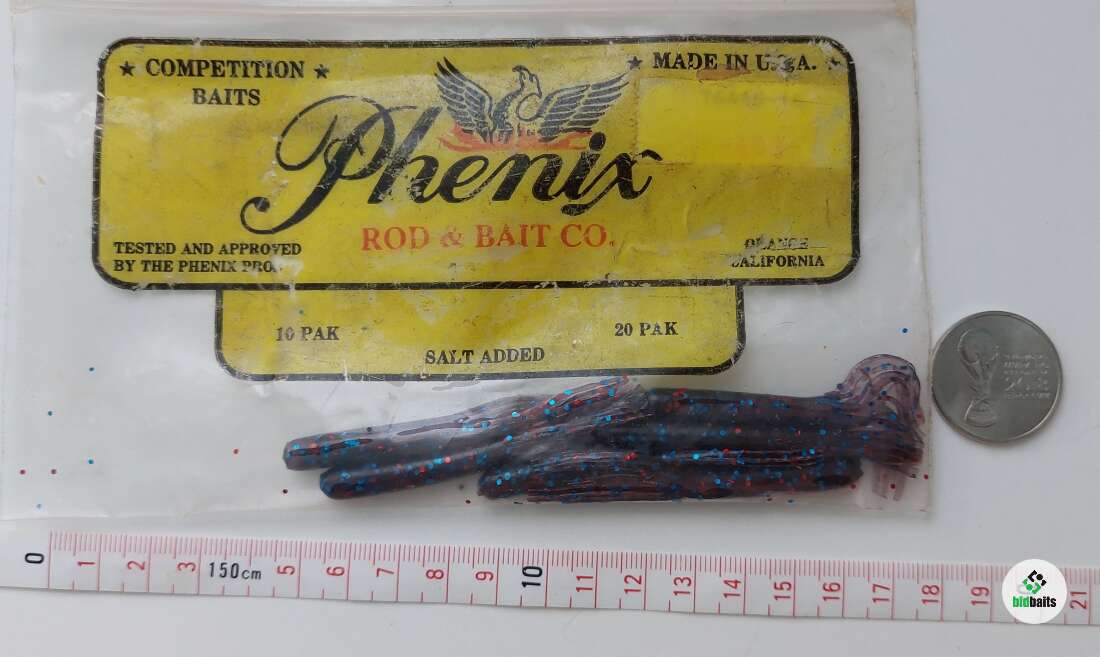 ★ COMPETITION ★
BAITS
★ MADE IN U.S.A. ★
Phenix
ROD & BAIT CO.
TESTED AND APPROVED
BY THE PHENIX PROS
ORANGE
CALIFORNIA
10 PAK
20 PAK
SALT ADDED
2018
0 1 2 3 150cm 5 6 7 8 9 10 11 12 13 14 15 16 17 18 19 21
bidbaits